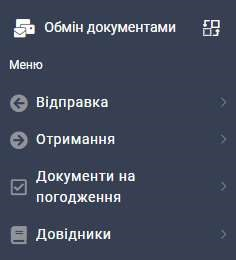 Обмін документами
Меню
Відправка
Отримання
Документи на
погодження
Довідники